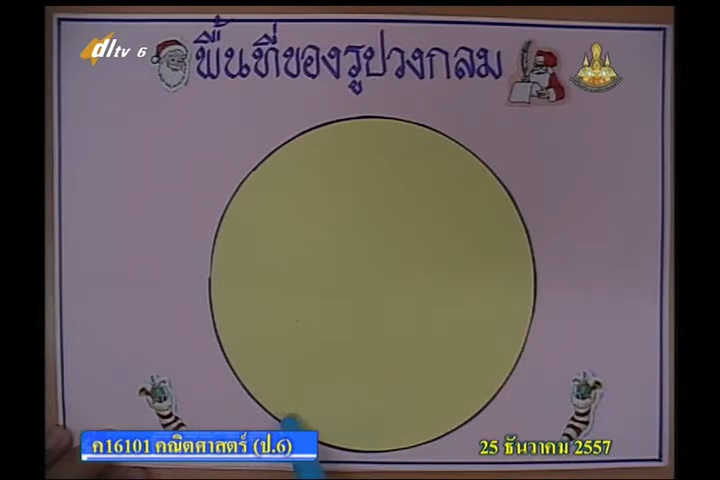 dltv 6
พื้นที่ของรูปวงกลม
ค16101 คณิตศาสตร์ (ป.6)
25 ธันวาคม 2557